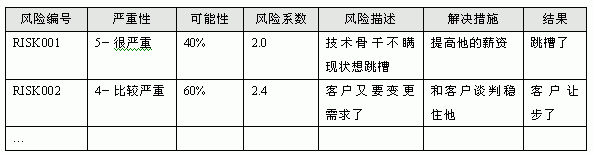 风险编号 严重性 可能性 风险系数 风险描述 解决措施 结果
RISK001 5－很严重 40% 2.0 技术骨干不瞒 提高他的薪资 跳槽了
现状想跳槽
RISK002 4－比较严重 60% 2.4 客户又要变更 和客户谈判稳 客户让
需求了 住他 步了
…